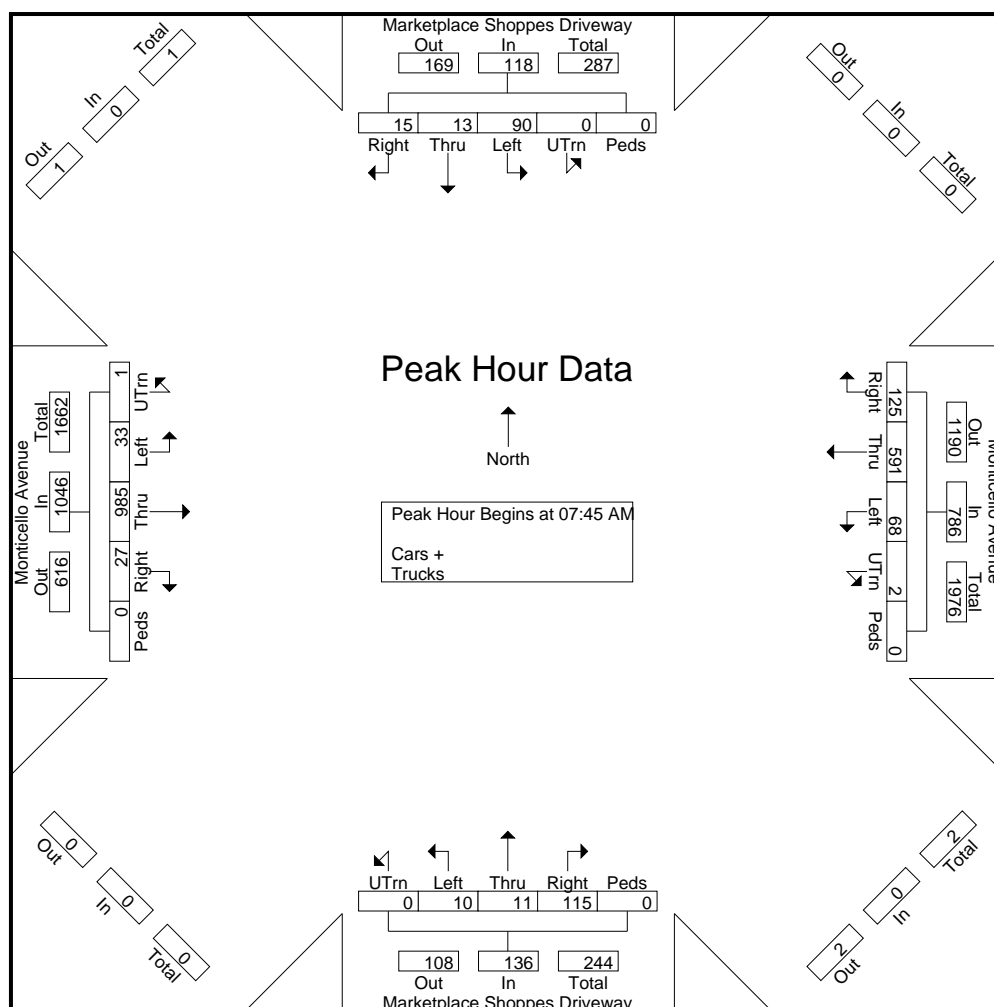 Marketplace Shoppes Driveway
Out In Total
169 118 287
15 13 90 0 0
Right Thru Left UTrn Peds
Total
1
In
0
Out
1
Out
0
In
0
Total
0
Peak Hour Data
North
Peak Hour Begins at 07:45 AM
Cars +
Trucks
Monticello Avenue
Out In Total
616 1046 1662
0 27 985 33 1
Peds Right Thru Left UTrn
Monticello Avenue
Out In Total
1190 786 1976
125 591 68 2 0
Right Thru Left UTrn Peds
0
Out
0
In
0
Total
2
Total
0
In
2
Out
UTrn Left Thru Right Peds
0 10 11 115 0
108 136 244
Out In Total
Marketplace Shoppes Driveway